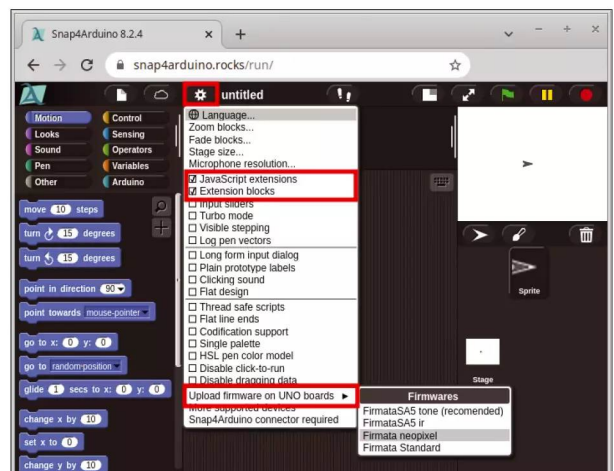 Snap4Arduino 8.2.4
snap4arduino.rocks/run/
untitled
Motion
Control
Looks
Sensing
Sound
Operators
Pen
Variables
Other
Arduino
move 10 steps
turn 15 degrees
turn 15 degrees
point in direction 90
point towards mouse-pointer
go to x: 0 y: 0
go to random position
glide 1 secs to x: 0 y: 0
change x by 10
set x to 0
change y by 10
Language...
Zoom blocks...
Fade blocks...
Stage size...
Microphone resolution...
JavaScript extensions
Extension blocks
Input sliders
Turbo mode
Visible stepping
Log pen vectors
Long form input dialog
Plain prototype labels
Clicking sound
Flat design
Thread safe scripts
Flat line ends
Codification support
Single palette
HSL pen color model
Disable click-to-run
Disable dragging data
Upload firmware on UNO boards
More supported devices
Snap4Arduino connector required
Firmwares
FirmataSA5 tone (recomended)
FirmataSA5 ir
Firmata neopixel
Firmata Standard
Sprite
Stage